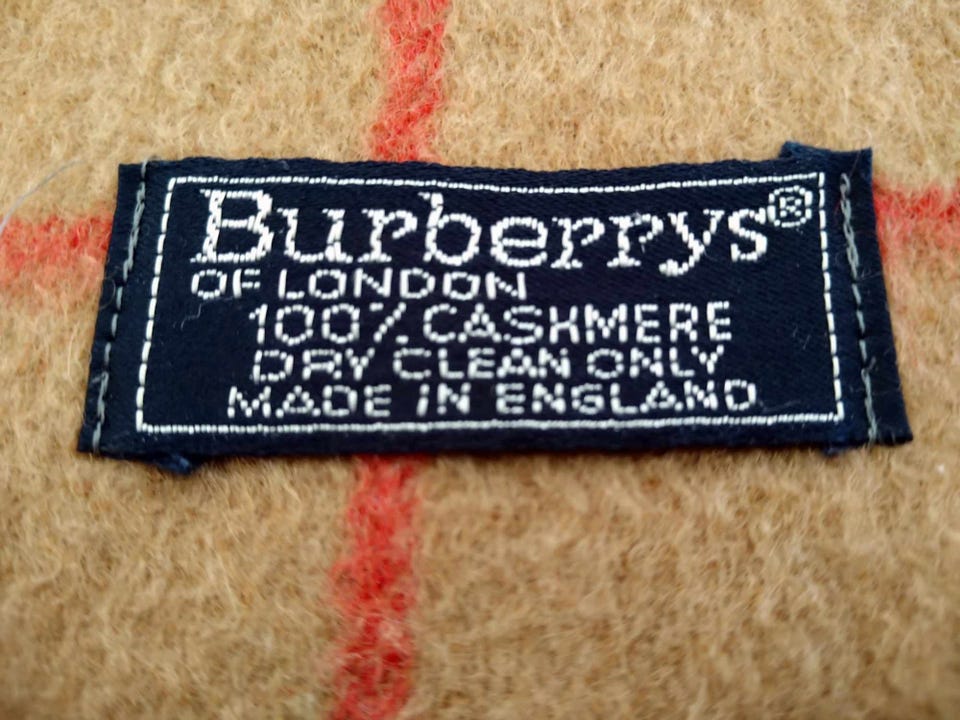 Burberrys®
OF LONDON
100% CASHMERE
DRY CLEAN ONLY
MADE IN ENGLAND